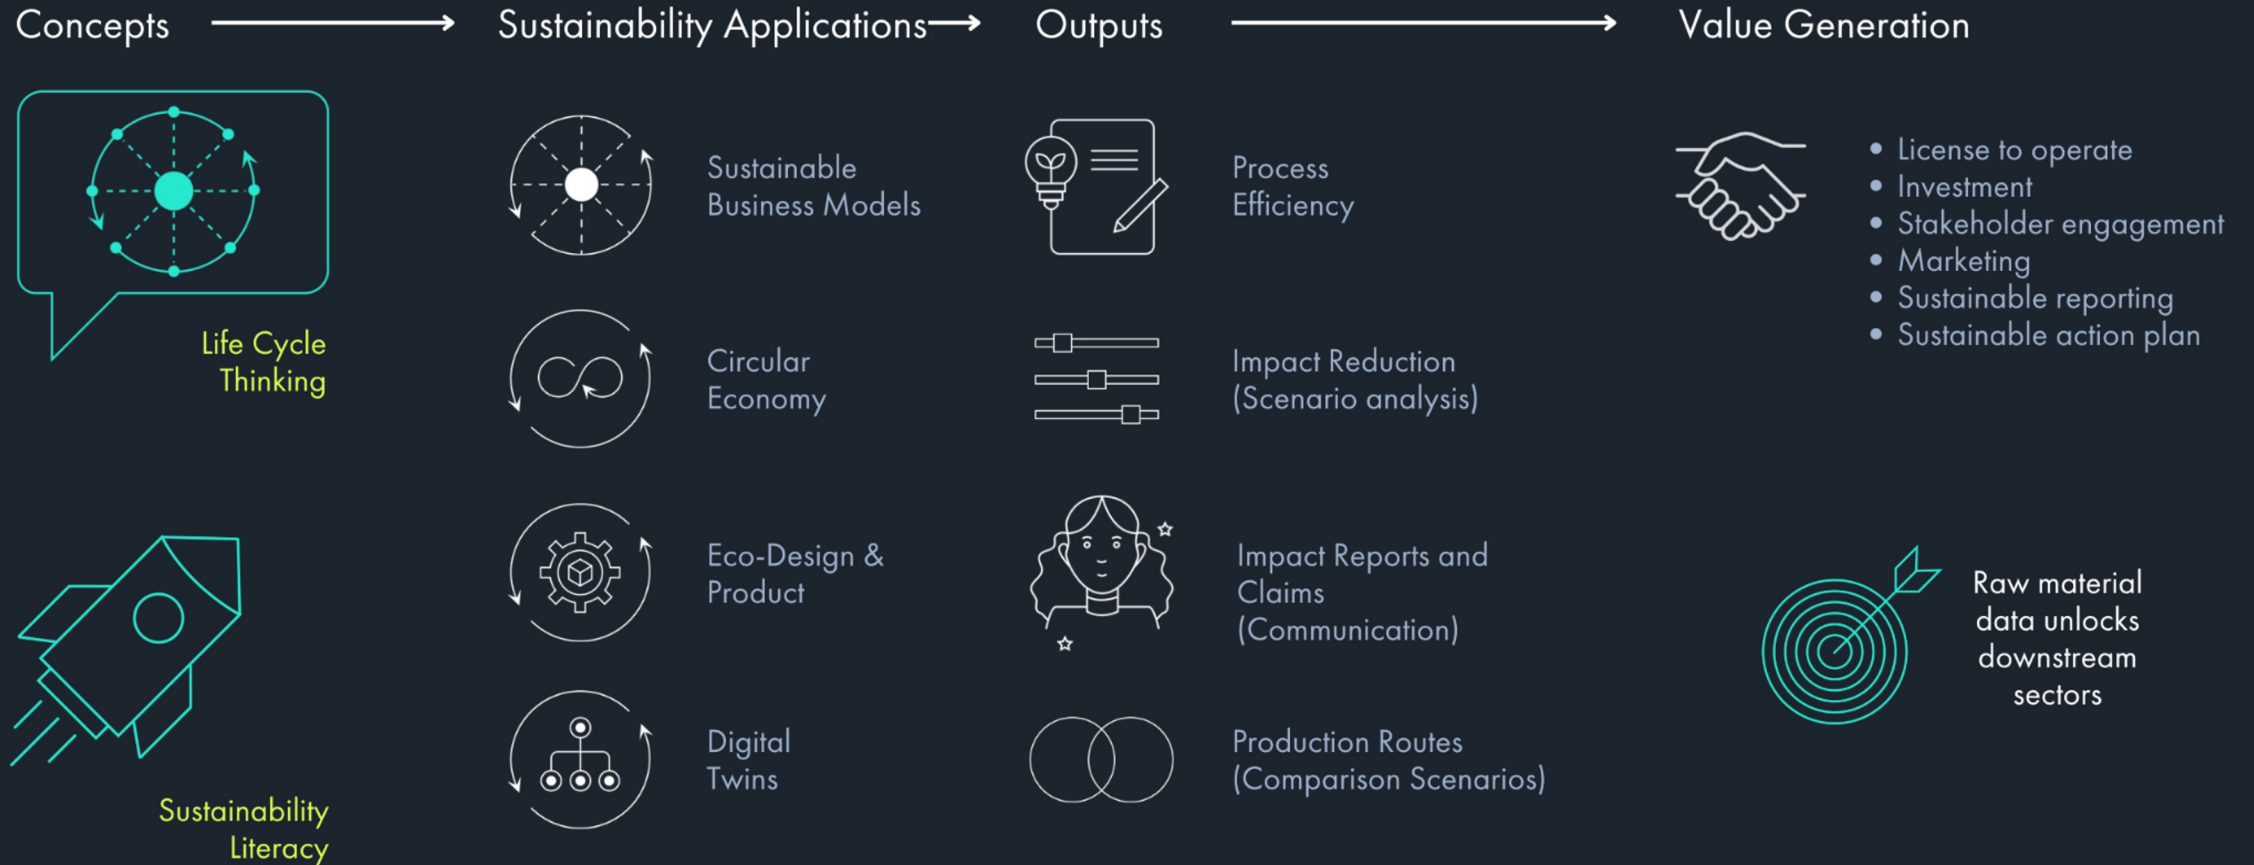 Concepts
Sustainability Applications
Outputs
Value Generation
Life Cycle
Thinking
Sustainability
Literacy
Sustainable
Business Models
Circular
Economy
Eco-Design &
Product
Digital
Twins
Process
Efficiency
Impact Reduction
(Scenario analysis)
Impact Reports and
Claims
(Communication)
Production Routes
(Comparison Scenarios)
• License to operate
• Investment
• Stakeholder engagement
• Marketing
• Sustainable reporting
• Sustainable action plan
Raw material
data unlocks
downstream
sectors